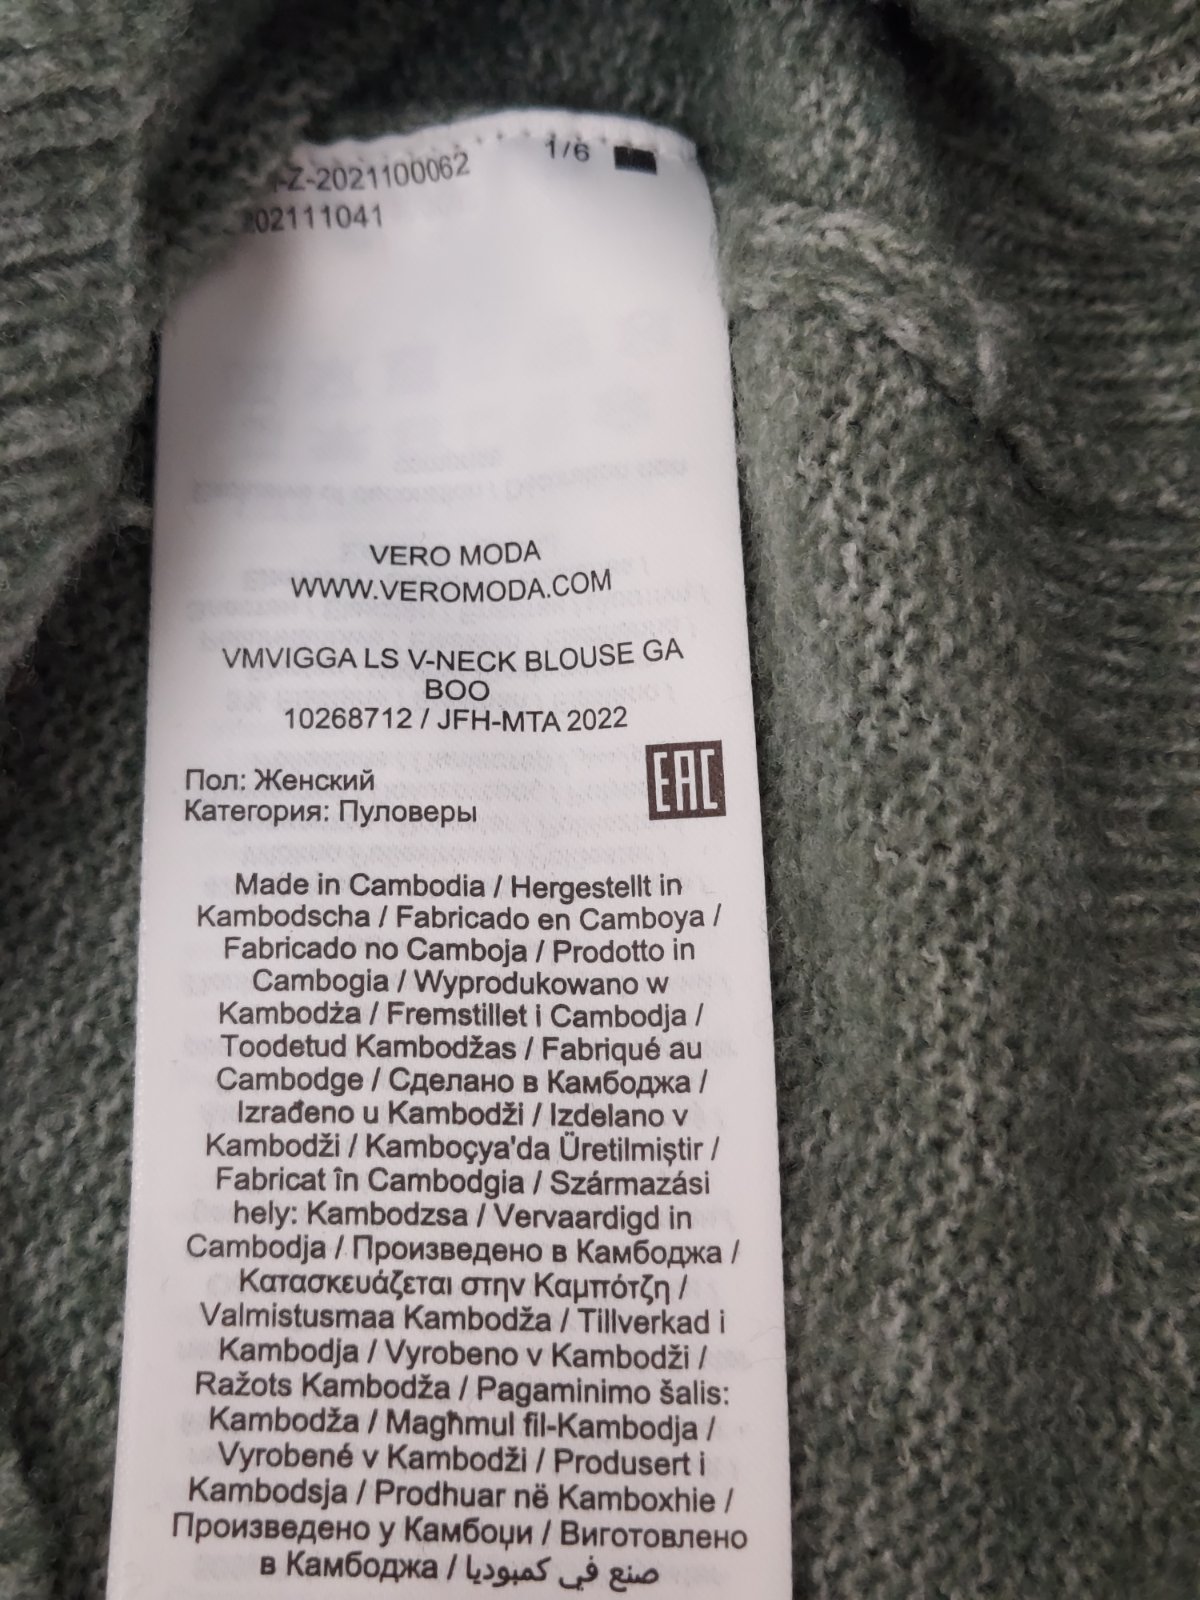 -Z-2021100062
1/6
202111041
VERO MODA
WWW.VEROMODA.COM
VMVIGGA LS V-NECK BLOUSE GA
BOO
10268712 / JFH-MTA 2022
Пол: Женский
Категория: Пуловеры
EAC
Made in Cambodia / Hergestellt in
Kambodscha / Fabricado en Camboya /
Fabricado no Camboja / Prodotto in
Cambogia / Wyprodukowano w
Kambodża / Fremstillet i Cambodja /
Toodetud Kambodžas / Fabriqué au
Cambodge / Сделано в Камбоджа /
Izrađeno u Kambodži / Izdelano v
Kambodži / Kamboçya'da Üretilmiştir /
Fabricat în Cambodgia / Származási
hely: Kambodzsa / Vervaardigd in
Cambodja / Произведено в Камбоджа /
Κατασκευάζεται στην Καμπότζη /
Valmistusmaa Kambodža / Tillverkad i
Kambodja / Vyrobeno v Kambodži /
Ražots Kambodža / Pagaminimo šalis:
Kambodža / Magħmul fil-Kambodja /
Vyrobené v Kambodži / Produsert i
Kambodsja / Prodhuar në Kamboxhie /
Произведено у Камбоџи / Виготовлено
в Камбоджа / صنع في كمبوديا